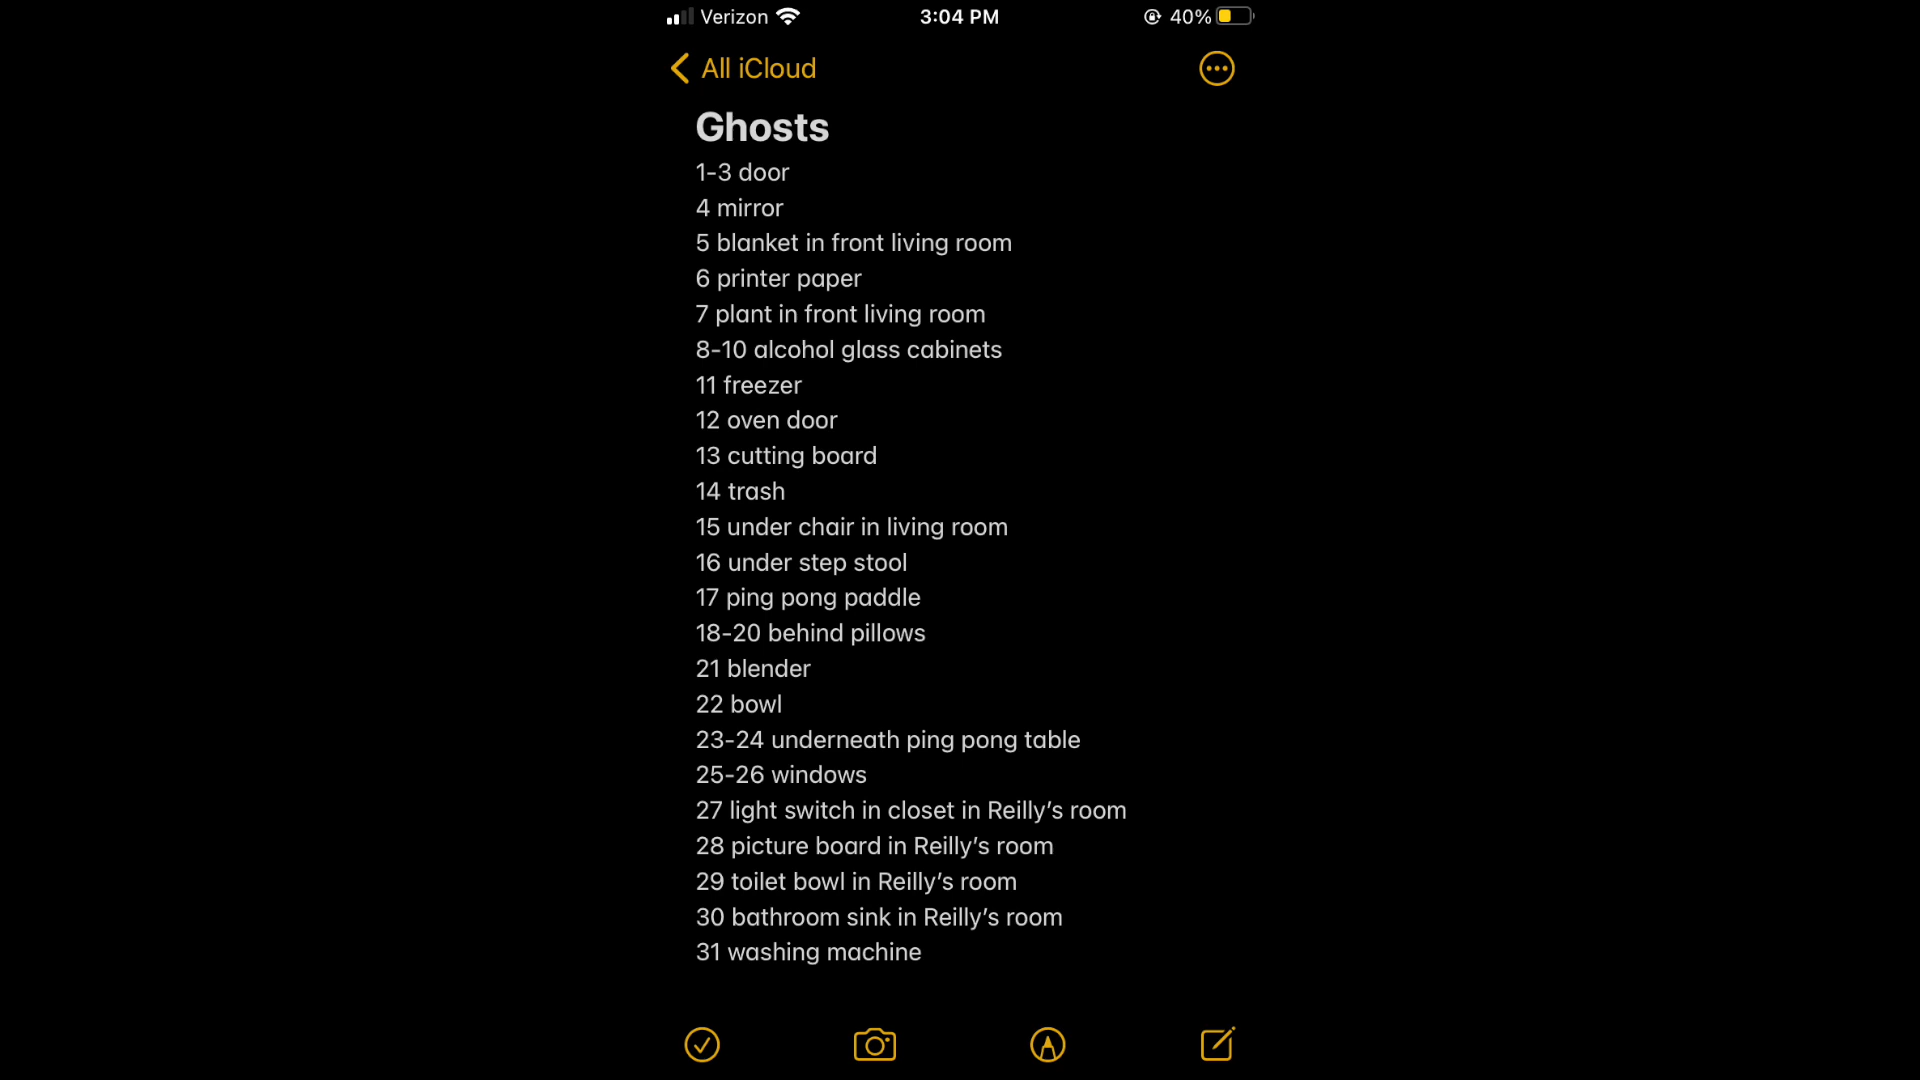 Verizon 3:04 PM 40%
All iCloud
Ghosts
1-3 door
4 mirror
5 blanket in front living room
6 printer paper
7 plant in front living room
8-10 alcohol glass cabinets
11 freezer
12 oven door
13 cutting board
14 trash
15 under chair in living room
16 under step stool
17 ping pong paddle
18-20 behind pillows
21 blender
22 bowl
23-24 underneath ping pong table
25-26 windows
27 light switch in closet in Reilly’s room
28 picture board in Reilly’s room
29 toilet bowl in Reilly’s room
30 bathroom sink in Reilly’s room
31 washing machine